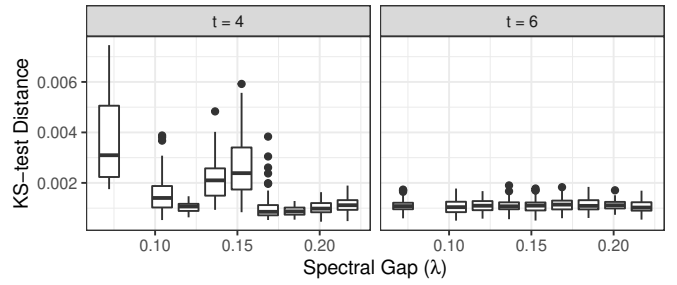 t = 4
t = 6
KS−test Distance
0.006
0.004
0.002
0.10
0.15
0.20
0.10
0.15
0.20
Spectral Gap (λ)